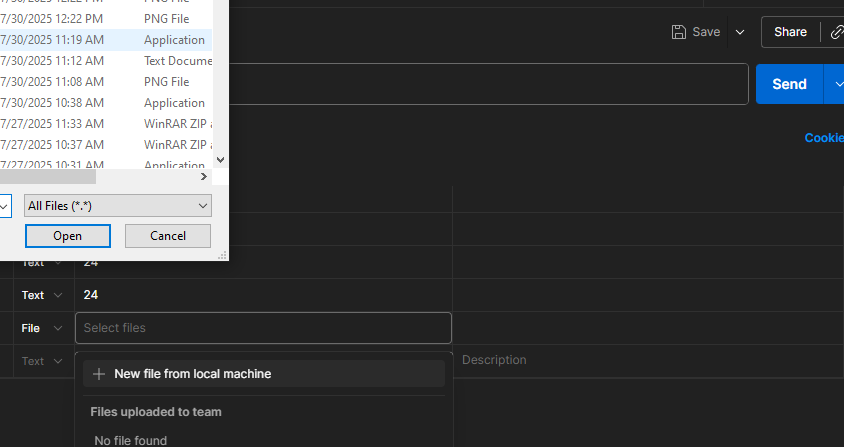 7/30/2025 12:22 PM PNG File
7/30/2025 11:19 AM Application
7/30/2025 11:12 AM Text Docume
7/30/2025 11:08 AM PNG File
7/30/2025 10:38 AM Application
7/27/2025 11:33 AM WinRAR ZIP a
7/27/2025 10:37 AM WinRAR ZIP a
7/27/2025 10:31 AM Application
All Files (*.*)
Open Cancel
Save Share
Send
Cookie
Text 24
Text 24
File Select files
Text Description
New file from local machine
Files uploaded to team
No file found